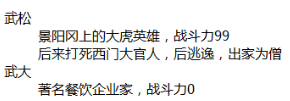 武松
景阳冈上的大虎英雄，战斗力99
后来打死西门大官人，后逃逸，出家为僧
武大
著名餐饮企业家，战斗力0